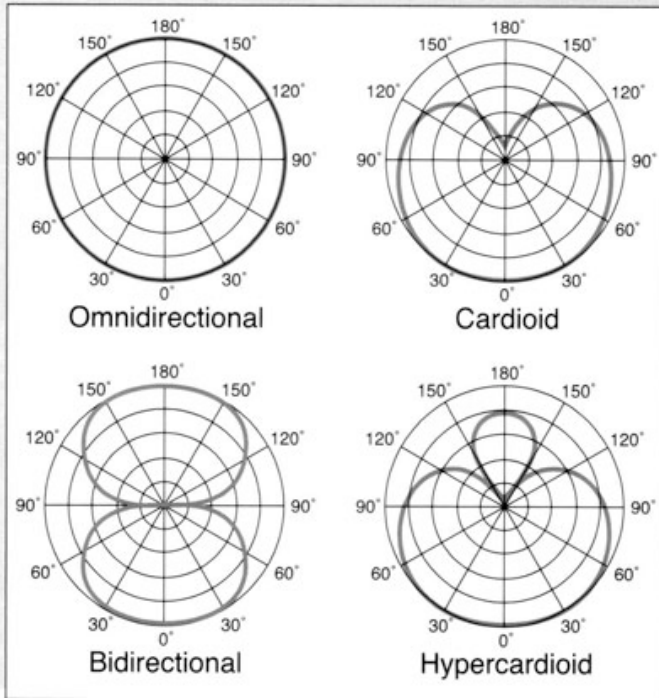 180˚ 180˚
150˚ 150˚ 150˚ 150˚
120˚ 120˚ 120˚ 120˚
90˚ 90˚ 90˚ 90˚
60˚ 60˚ 60˚ 60˚
30˚ 30˚ 30˚ 30˚
0˚ 0˚
Omnidirectional Cardioid
180˚ 180˚
150˚ 150˚ 150˚ 150˚
120˚ 120˚ 120˚ 120˚
90˚ 90˚ 90˚ 90˚
60˚ 60˚ 60˚ 60˚
30˚ 30˚ 30˚ 30˚
0˚ 0˚
Bidirectional Hypercardioid